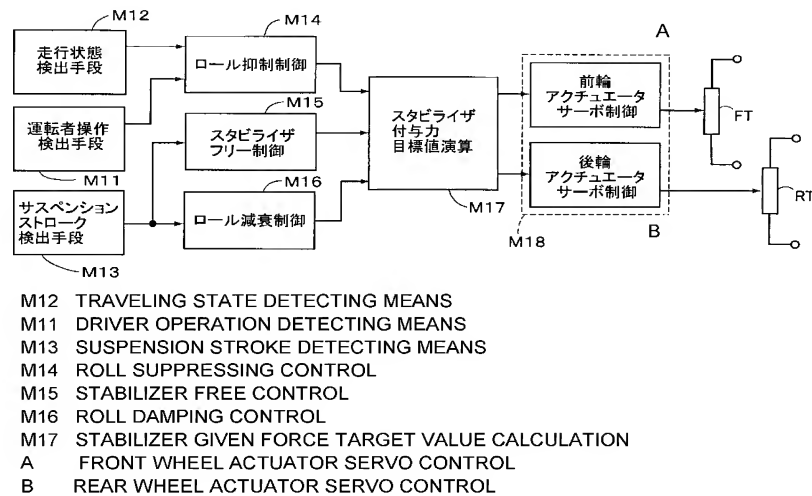 M12
走行状態
検出手段
運転者操作
検出手段
M11
サスペンション
ストローク
検出手段
M13
M14
ロール抑制制御
M15
スタビライザ
フリー制御
M16
ロール減衰制御
スタビライザ
付与力
目標値演算
M17
A
前輪
アクチュエータ
サーボ制御
後輪
アクチュエータ
サーボ制御
M18
B
FT
RT
M12 TRAVELING STATE DETECTING MEANS
M11 DRIVER OPERATION DETECTING MEANS
M13 SUSPENSION STROKE DETECTING MEANS
M14 ROLL SUPPRESSING CONTROL
M15 STABILIZER FREE CONTROL
M16 ROLL DAMPING CONTROL
M17 STABILIZER GIVEN FORCE TARGET VALUE CALCULATION
A FRONT WHEEL ACTUATOR SERVO CONTROL
B REAR WHEEL ACTUATOR SERVO CONTROL